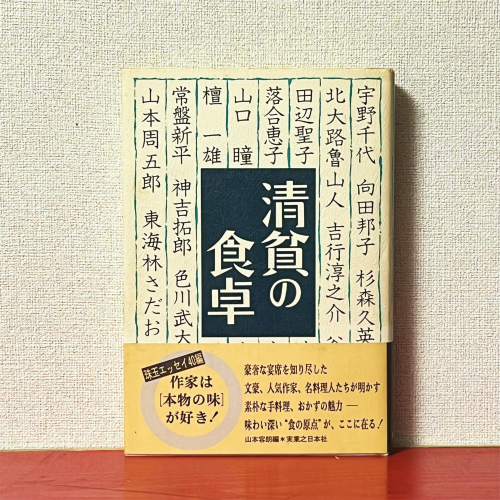 宇野千代 向田邦子 杉森久英
北大路魯山人 吉行淳之介
田辺聖子
落合恵子
山口 瞳
檀 一雄
常盤新平 神吉拓郎 色川武大
山本周五郎 東海林さだお
清貧の
食卓
珠玉エッセイ40編
作家は
[本物の味]
が好き!
豪奢な宴席を知り尽した
文豪、人気作家、名料理人たちが明かす
素朴な手料理、おかずの魅力──
味わい深い“食の原点”が、ここに在る!
山本容朗編*実業之日本社